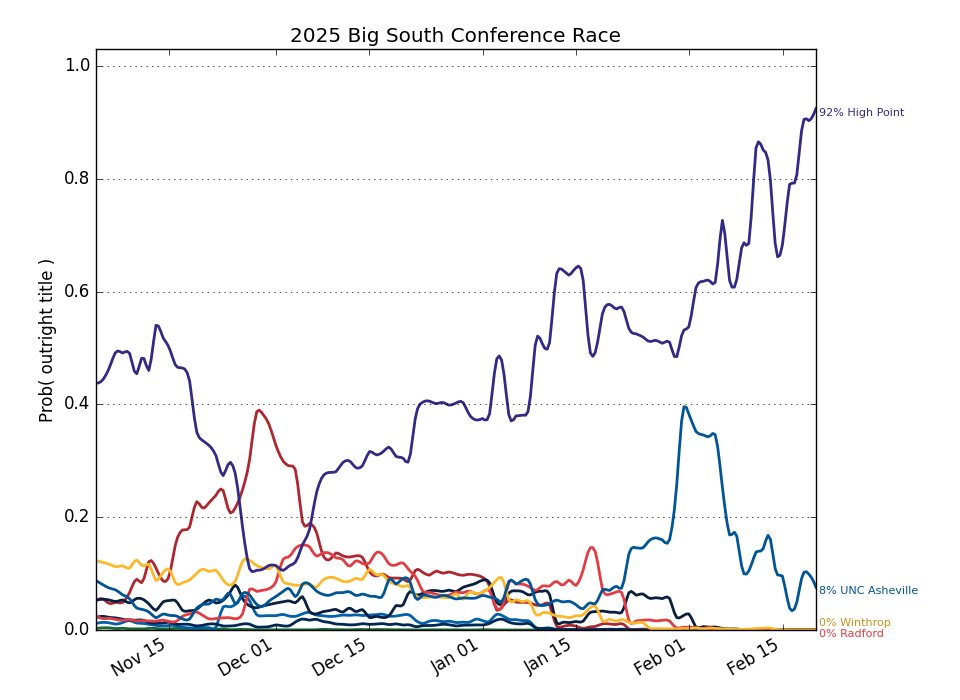 2025 Big South Conference Race
Prob( outright title )
1.0
0.8
0.6
0.4
0.2
0.0
92% High Point
8% UNC Asheville
0% Winthrop
0% Radford
Nov 15
Dec 01
Dec 15
Jan 01
Jan 15
Feb 01
Feb 15